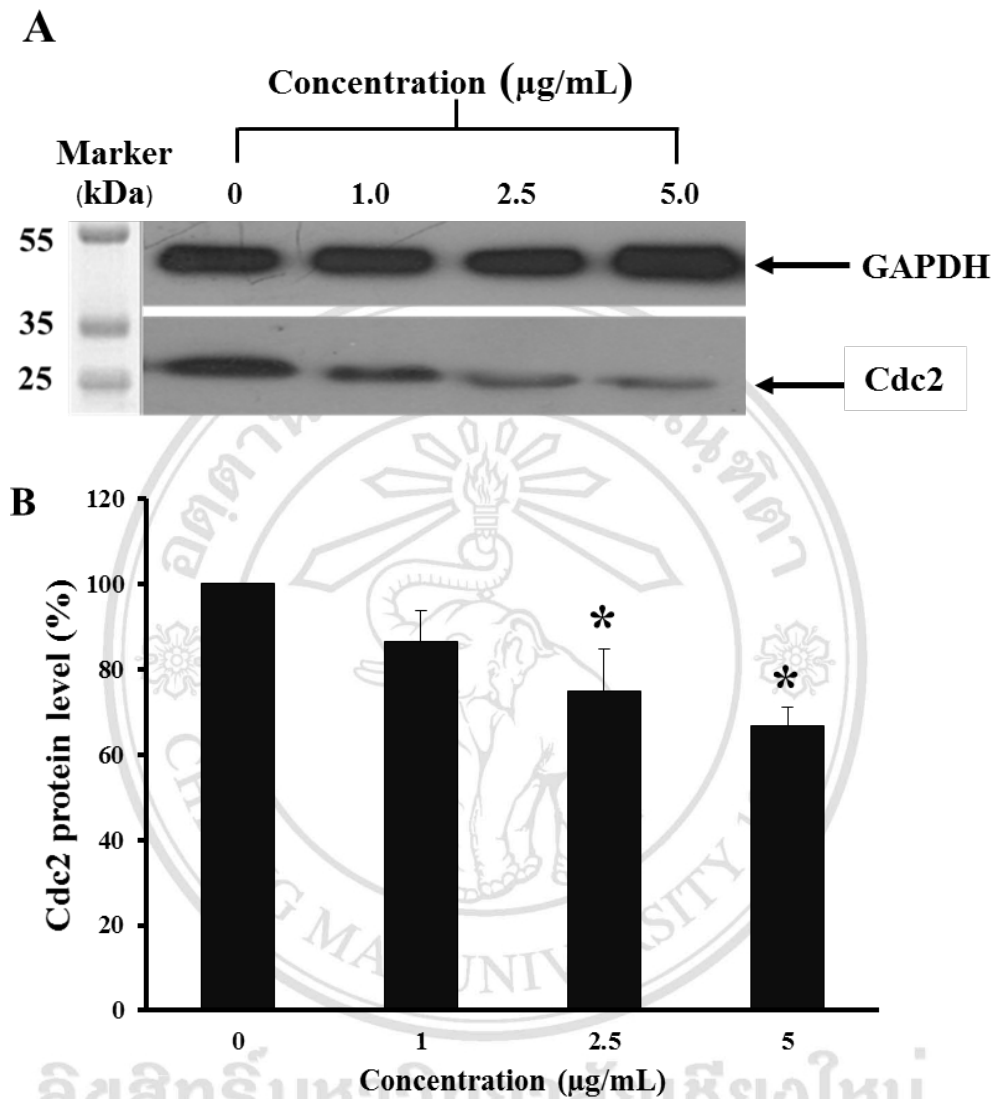 A
Concentration (µg/mL)
Marker
(kDa) 0 1.0 2.5 5.0
55
GAPDH
35
25
Cdc2
B
120
100
80
60
40
20
0
Cdc2 protein level (%)
*
*
0 1 2.5 5
Concentration (µg/mL)
UNIVERSITY